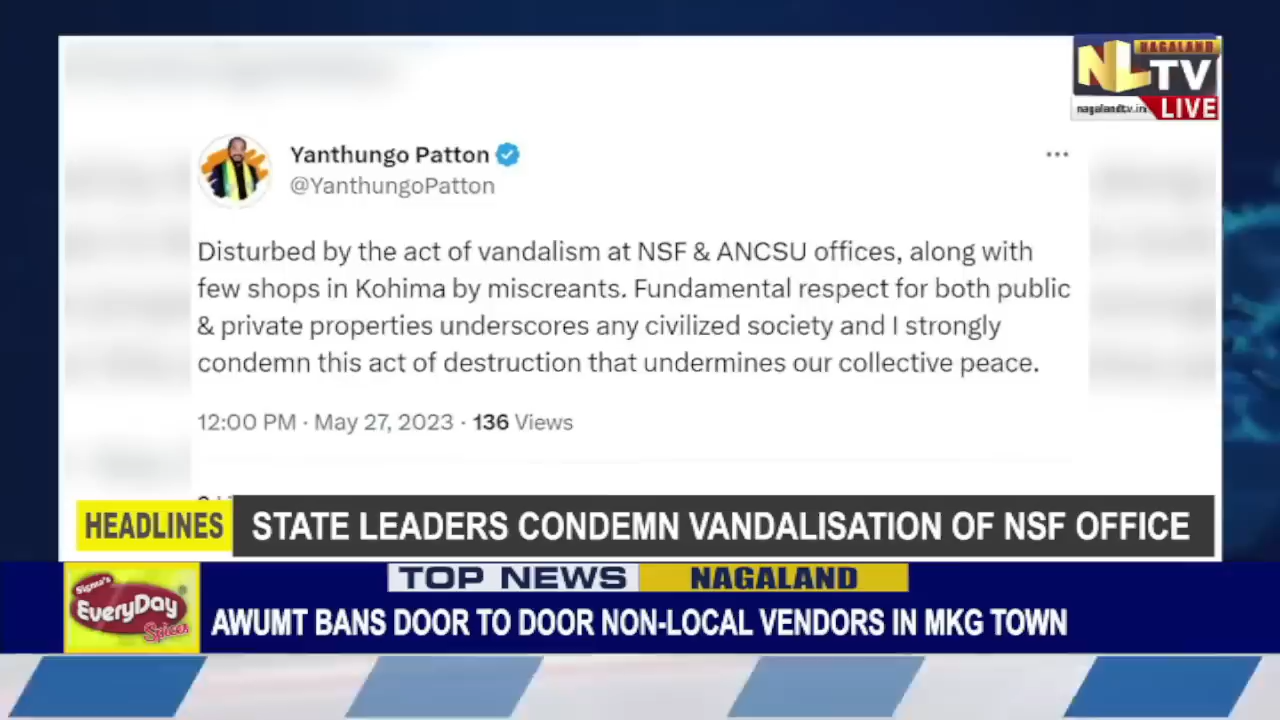 NAGALAND
NLTV
nagalandtv.in
LIVE
Yanthungo Patton
@YanthungoPatton
Disturbed by the act of vandalism at NSF & ANCSU offices, along with
few shops in Kohima by miscreants. Fundamental respect for both public
& private properties underscores any civilized society and I strongly
condemn this act of destruction that undermines our collective peace.
12:00 PM · May 27, 2023 · 136 Views
HEADLINES
STATE LEADERS CONDEMN VANDALISATION OF NSF OFFICE
TOP NEWS NAGALAND
Sigma's
EveryDay
Spices
AWUMT BANS DOOR TO DOOR NON-LOCAL VENDORS IN MKG TOWN